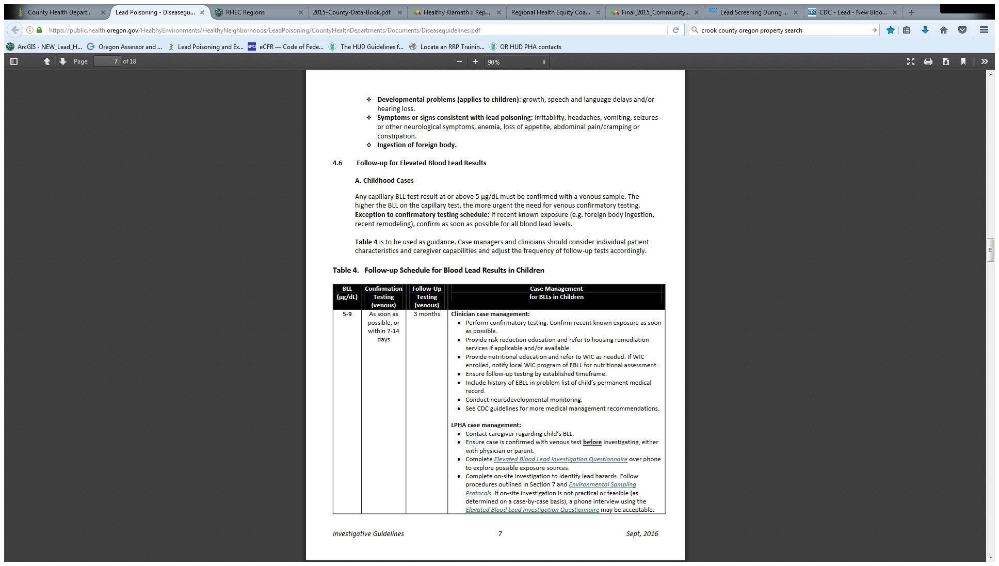 County Health Depart...
Lead Poisoning - Diseasegu...
RHEC Regions
2015-County-Data-Book.pdf
Healthy Klamath :: Rep...
Regional Health Equity Coa...
Final_2015_Community...
ACOG Lead Screening During ...
CDC CDC - Lead - New Bloo...
https://public.health.oregon.gov/HealthyEnvironments/HealthyNeighborhoods/LeadPoisoning/CountyHealthDepartments/Documents/Diseaseguidelines.pdf
crook county oregon property search
ArcGIS - NEW_Lead_H...
Oregon Assessor and ...
Lead Poisoning and Ex...
GPO eCFR — Code of Fede...
The HUD Guidelines f...
Locate an RRP Trainin...
OR HUD PHA contacts
Page: 7 of 18
90%
❖ Developmental problems (applies to children): growth, speech and language delays and/or
hearing loss.
❖ Symptoms or signs consistent with lead poisoning: irritability, headaches, vomiting, seizures
or other neurological symptoms, anemia, loss of appetite, abdominal pain/cramping or
constipation.
❖ Ingestion of foreign body.
4.6 Follow-up for Elevated Blood Lead Results
A. Childhood Cases
Any capillary BLL test result at or above 5 µg/dL must be confirmed with a venous sample. The
higher the BLL on the capillary test, the more urgent the need for venous confirmatory testing.
Exception to confirmatory testing schedule: If recent known exposure (e.g. foreign body ingestion,
recent remodeling), confirm as soon as possible for all blood lead levels.
Table 4 is to be used as guidance. Case managers and clinicians should consider individual patient
characteristics and caregiver capabilities and adjust the frequency of follow-up tests accordingly.
Table 4. Follow-up Schedule for Blood Lead Results in Children
BLL
(µg/dL)
Confirmation
Testing
(venous)
Follow-Up
Testing
(venous)
Case Management
for BLLs in Children
5-9
As soon as
possible, or
within 7-14
days
3 months
Clinician case management:
• Perform confirmatory testing. Confirm recent known exposure as soon
as possible.
• Provide risk reduction education and refer to housing remediation
services if applicable and/or available.
• Provide nutritional education and refer to WIC as needed. If WIC
enrolled, notify local WIC program of EBLL for nutritional assessment.
• Ensure follow-up testing by established timeframe.
• Include history of EBLL in problem list of child's permanent medical
record.
• Conduct neurodevelopmental monitoring.
• See CDC guidelines for more medical management recommendations.
LPHA case management:
• Contact caregiver regarding child's BLL.
• Ensure case is confirmed with venous test before investigating, either
with physician or parent.
• Complete Elevated Blood Lead Investigation Questionnaire over phone
to explore possible exposure sources.
• Complete on-site investigation to identify lead hazards. Follow
procedures outlined in Section 7 and Environmental Sampling
Protocols. If on-site investigation is not practical or feasible (as
determined on a case-by-case basis), a phone interview using the
Elevated Blood Lead Investigation Questionnaire may be acceptable.
Investigative Guidelines 7 Sept, 2016